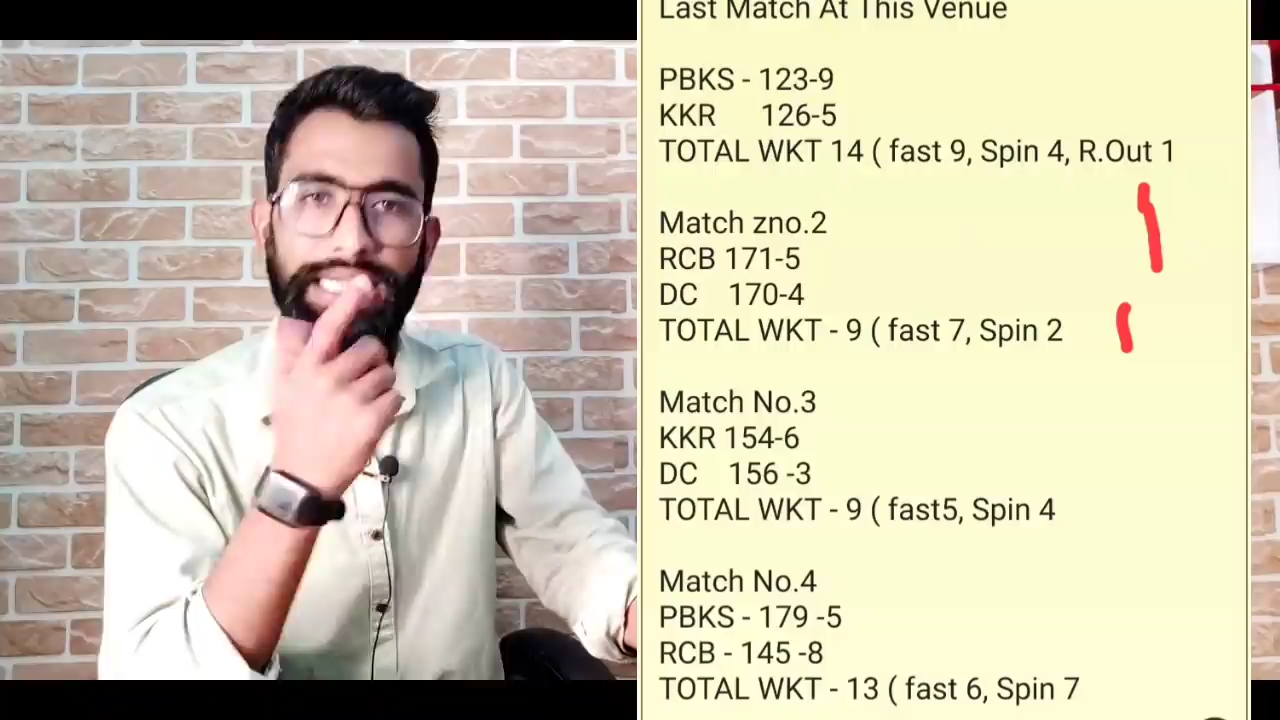 Last Match At This Venue
PBKS - 123-9
KKR 126-5
TOTAL WKT 14 ( fast 9, Spin 4, R.Out 1
Match zno.2
RCB 171-5
DC 170-4
TOTAL WKT - 9 ( fast 7, Spin 2
Match No.3
KKR 154-6
DC 156 -3
TOTAL WKT - 9 ( fast5, Spin 4
Match No.4
PBKS - 179 -5
RCB - 145 -8
TOTAL WKT - 13 ( fast 6, Spin 7